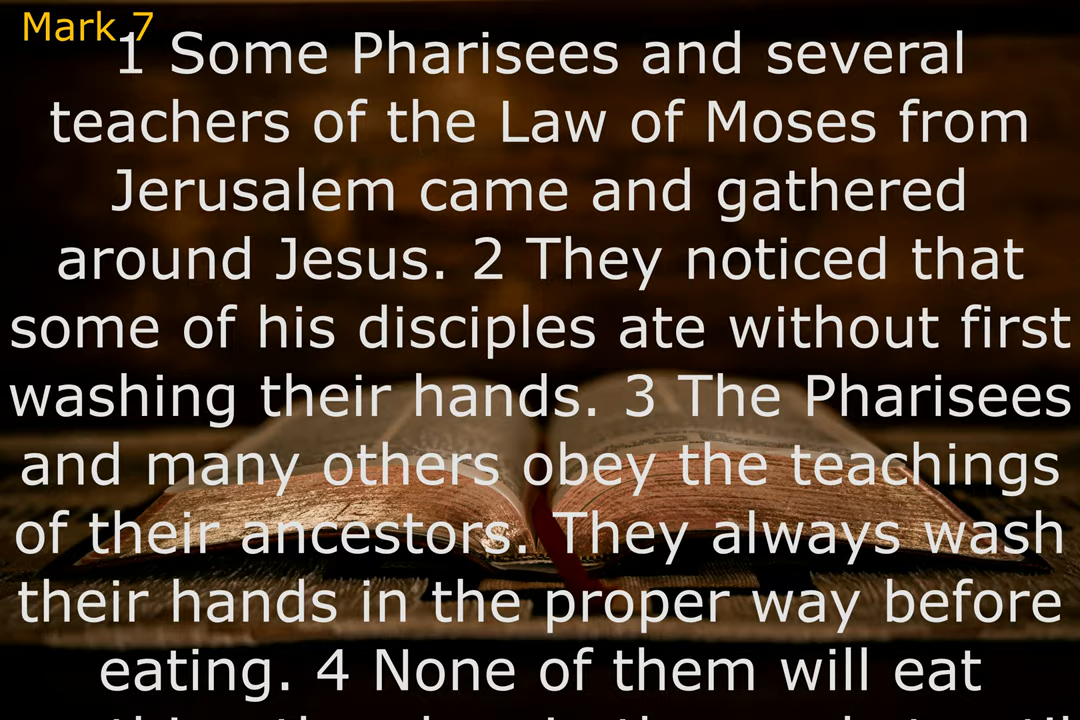 Mark 7
1 Some Pharisees and several
teachers of the Law of Moses from
Jerusalem came and gathered
around Jesus. 2 They noticed that
some of his disciples ate without first
washing their hands. 3 The Pharisees
and many others obey the teachings
of their ancestors. They always wash
their hands in the proper way before
eating. 4 None of them will eat